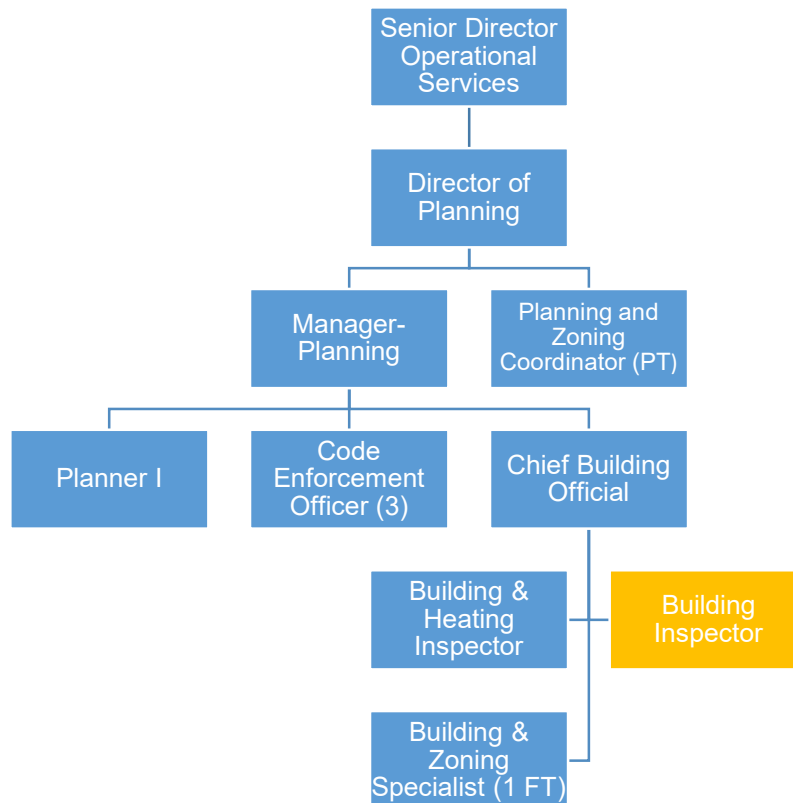 Senior Director
Operational
Services
Director of
Planning
Manager-
Planning
Planning and
Zoning
Coordinator (PT)
Planner I
Code
Enforcement
Officer (3)
Chief Building
Official
Building &
Heating
Inspector
Building
Inspector
Building &
Zoning
Specialist (1 FT)